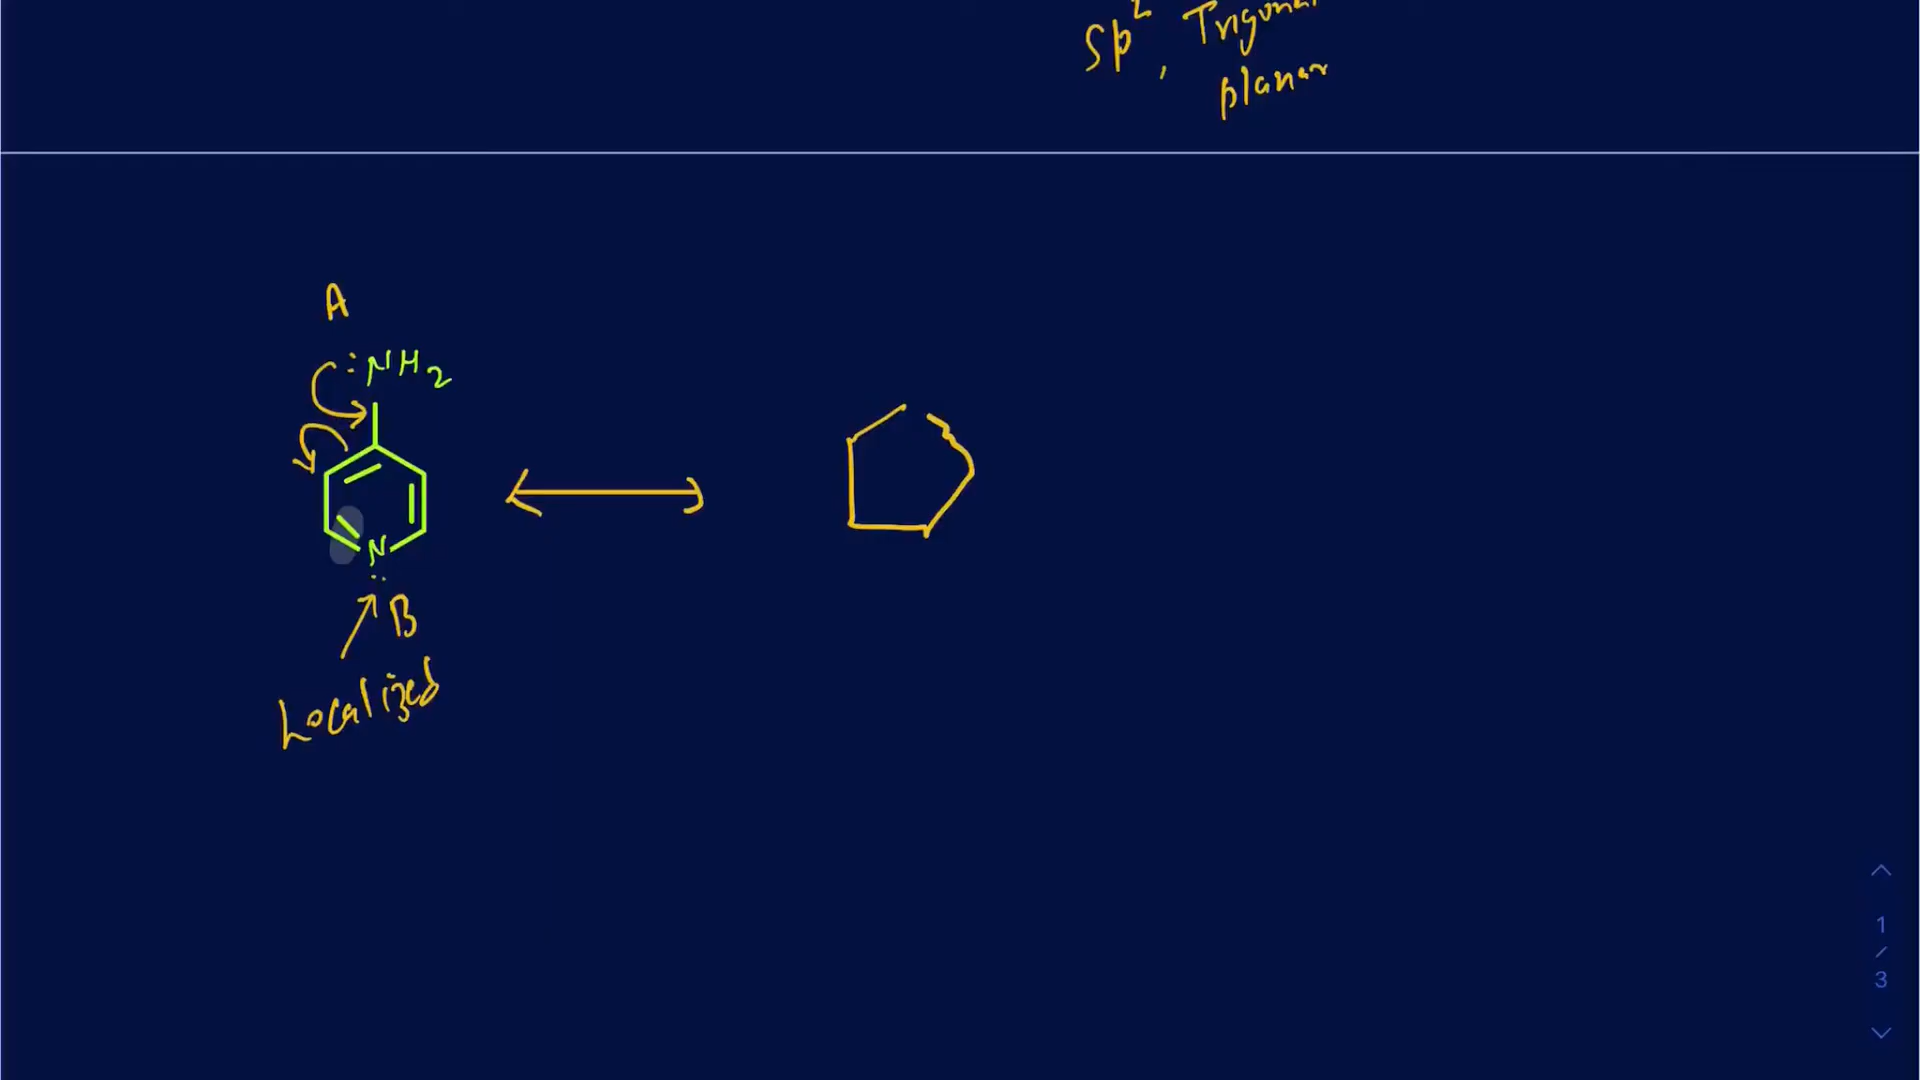 Sp², Trigonal
planar
A
:NH2
N
..
B
Localized
1
/
3